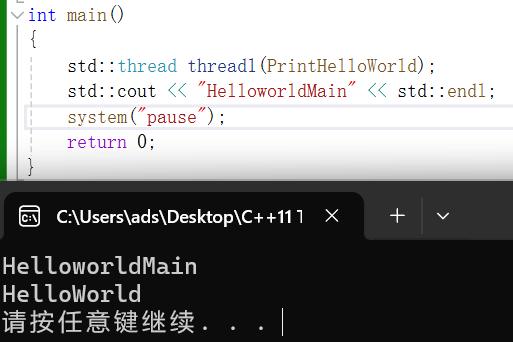 int main()
{
std::thread thread1(PrintHelloWorld);
std::cout << "HelloworldMain" << std::endl;
system("pause");
return 0;
}
C:\Users\ads\Desktop\C++11 T
HelloworldMain
HelloWorld
请按任意键继续. . .